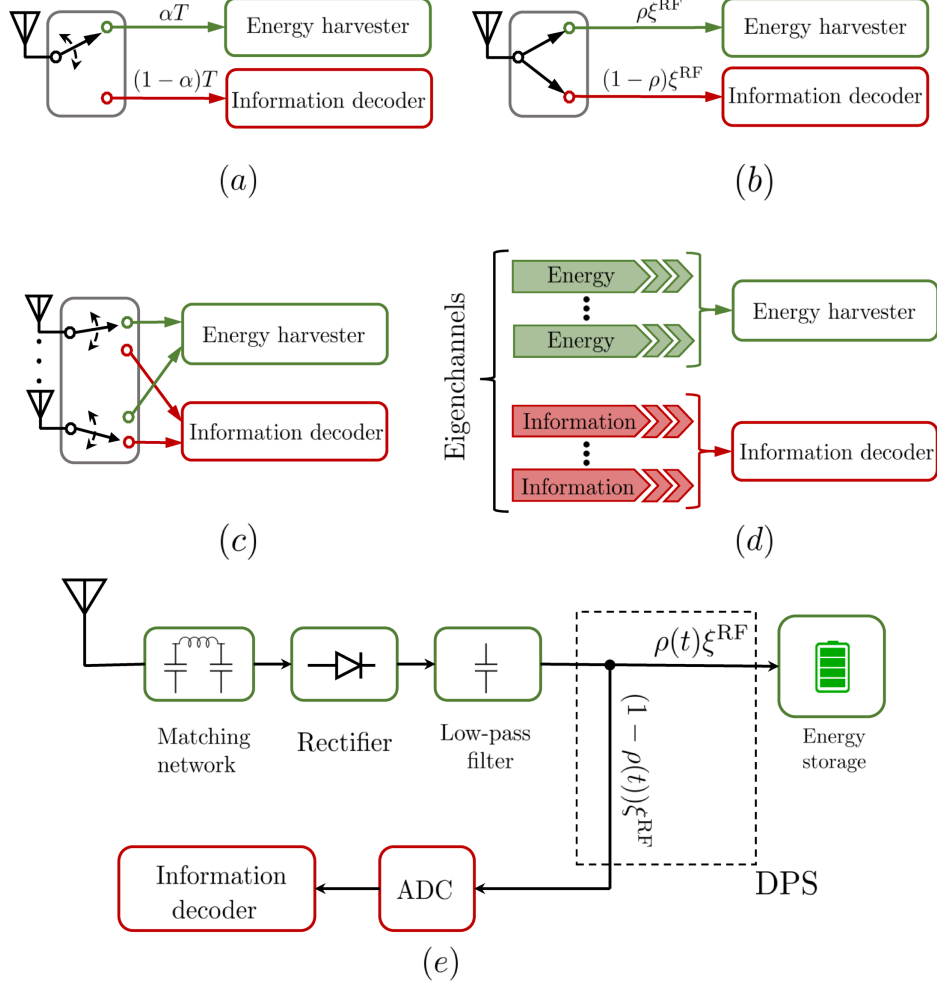 αT
Energy harvester
(1 − α)T
Information decoder
(a)
ρξ^RF
Energy harvester
(1 − ρ)ξ^RF
Information decoder
(b)
Energy harvester
Information decoder
(c)
Eigenchannels
Energy
Energy
Energy harvester
Information
Information
Information decoder
(d)
ρ(t)ξ^RF
(1 − ρ(t))ξ^RF
Matching
network
Rectifier
Low-pass
filter
Energy
storage
DPS
Information
decoder
ADC
(e)